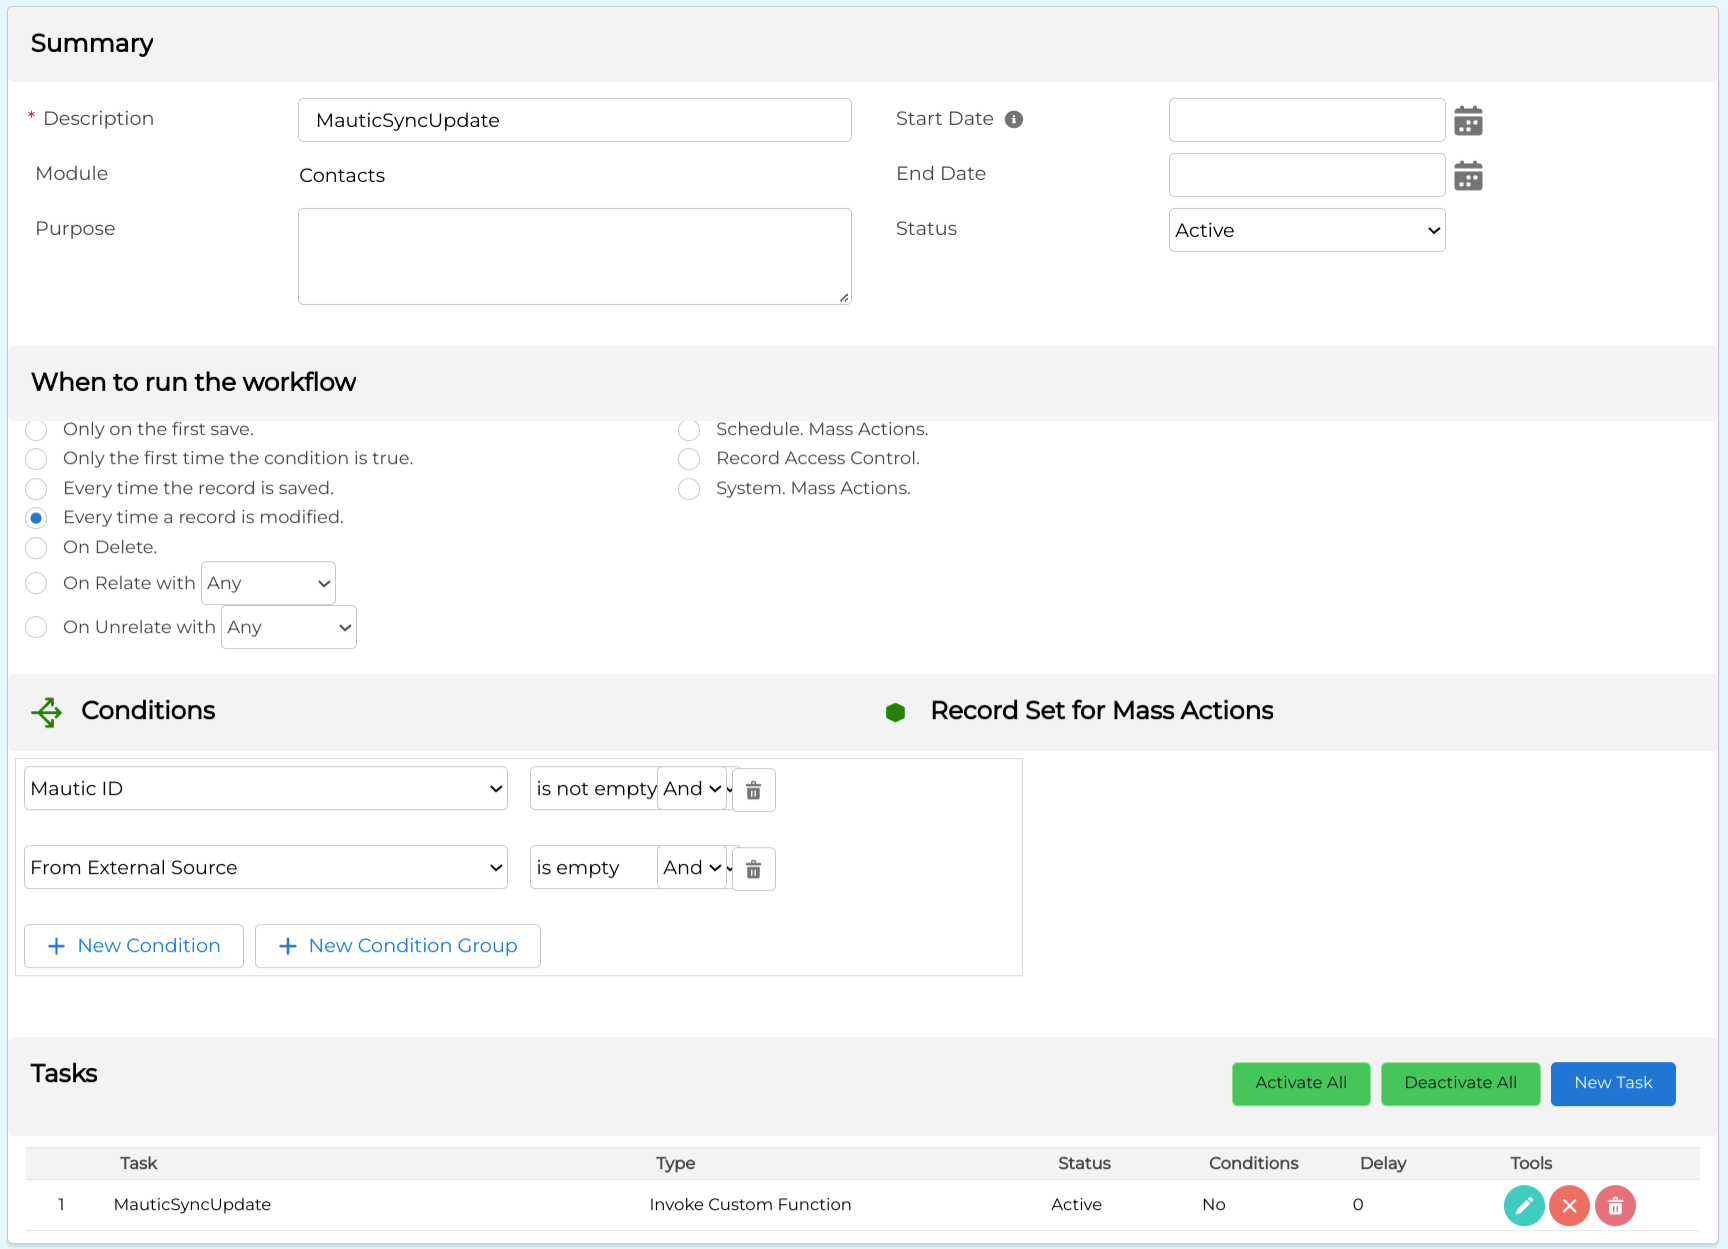 Summary
* Description
MauticSyncUpdate
Start Date
Module
Contacts
End Date
Purpose
Status
Active
When to run the workflow
Only on the first save.
Schedule. Mass Actions.
Only the first time the condition is true.
Record Access Control.
Every time the record is saved.
System. Mass Actions.
Every time a record is modified.
On Delete.
On Relate with Any
On Unrelate with Any
Conditions
Record Set for Mass Actions
Mautic ID
is not empty
And
From External Source
is empty
And
+ New Condition
+ New Condition Group
Tasks
Activate All
Deactivate All
New Task
Task Type Status Conditions Delay Tools
1 MauticSyncUpdate Invoke Custom Function Active No 0